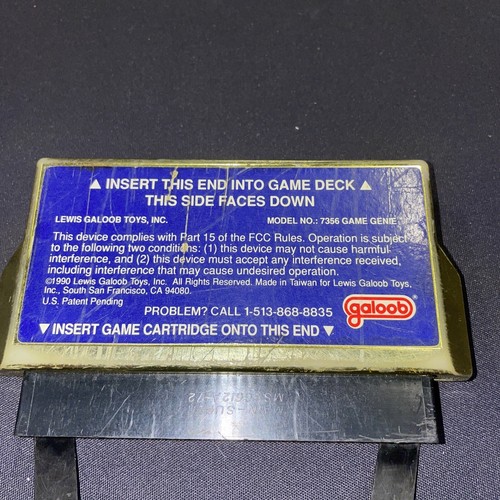 ▲ INSERT THIS END INTO GAME DECK ▲
THIS SIDE FACES DOWN
LEWIS GALOOB TOYS, INC. MODEL NO.: 7356 GAME GENIE
This device complies with Part 15 of the FCC Rules. Operation is subject
to the following two conditions: (1) this device may not cause harmful
interference, and (2) this device must accept any interference received,
including interference that may cause undesired operation.
©1990 Lewis Galoob Toys, Inc. All Rights Reserved. Made in Taiwan for Lewis Galoob Toys,
Inc., South San Francisco, CA 94080.
U.S. Patent Pending
PROBLEM? CALL 1-513-868-8835
galoob
▼ INSERT GAME CARTRIDGE ONTO THIS END ▼